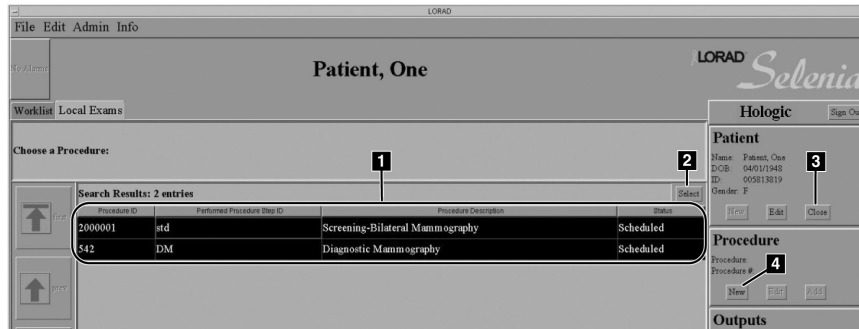 LORAD
File Edit Admin Info
No Alarms
Patient, One
LORAD Selenia
Worklist Local Exams
Hologic
Sign Ou
Choose a Procedure:
Patient
Name: Patient, One
DOB: 04/01/1948
ID: 005813819
Gender: F
New Edit Close
1
2
3
Search Results: 2 entries
Select
Procedure ID Performed Procedure Step ID Procedure Description Status
2000001 std Screening-Bilateral Mammography Scheduled
542 DM Diagnostic Mammography Scheduled
first
prev
Procedure
Procedure:
Procedure #:
4
New Edit Add
Outputs